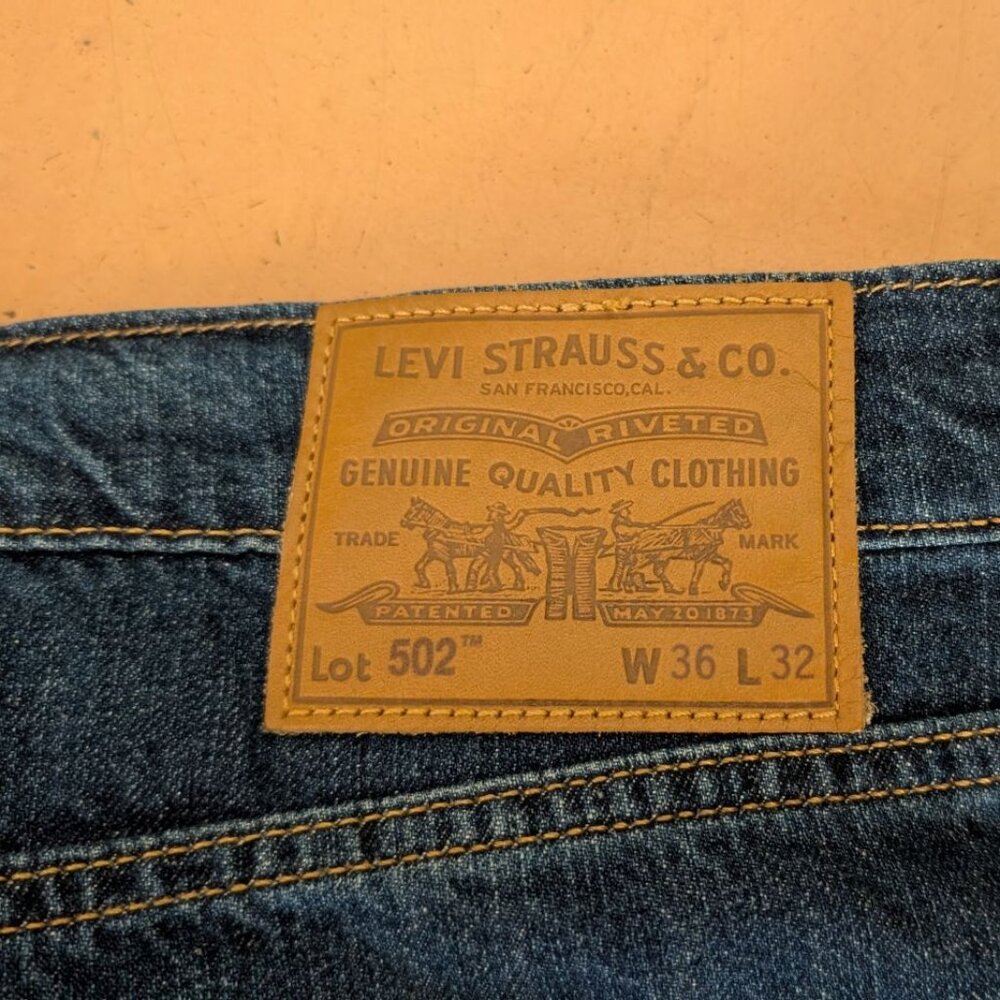 LEVI STRAUSS & CO.
SAN FRANCISCO, CAL.
ORIGINAL RIVETED
GENUINE QUALITY CLOTHING
TRADE MARK
PATENTED MAY 20 1873
Lot 502™ W 36 L 32